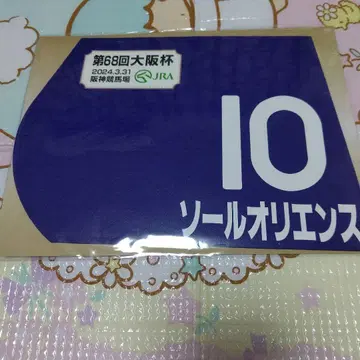 第68回大阪杯
2024.3.31
阪神競馬場
JRA
10
ソールオリエンス